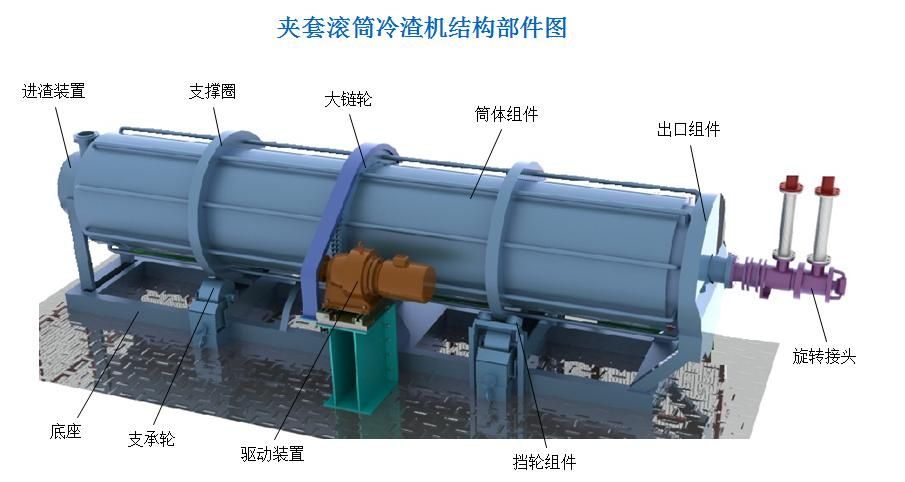 夹套滚筒冷渣机结构部件图
进渣装置
支撑圈
大链轮
筒体组件
出口组件
旋转接头
底座
支承轮
驱动装置
挡轮组件